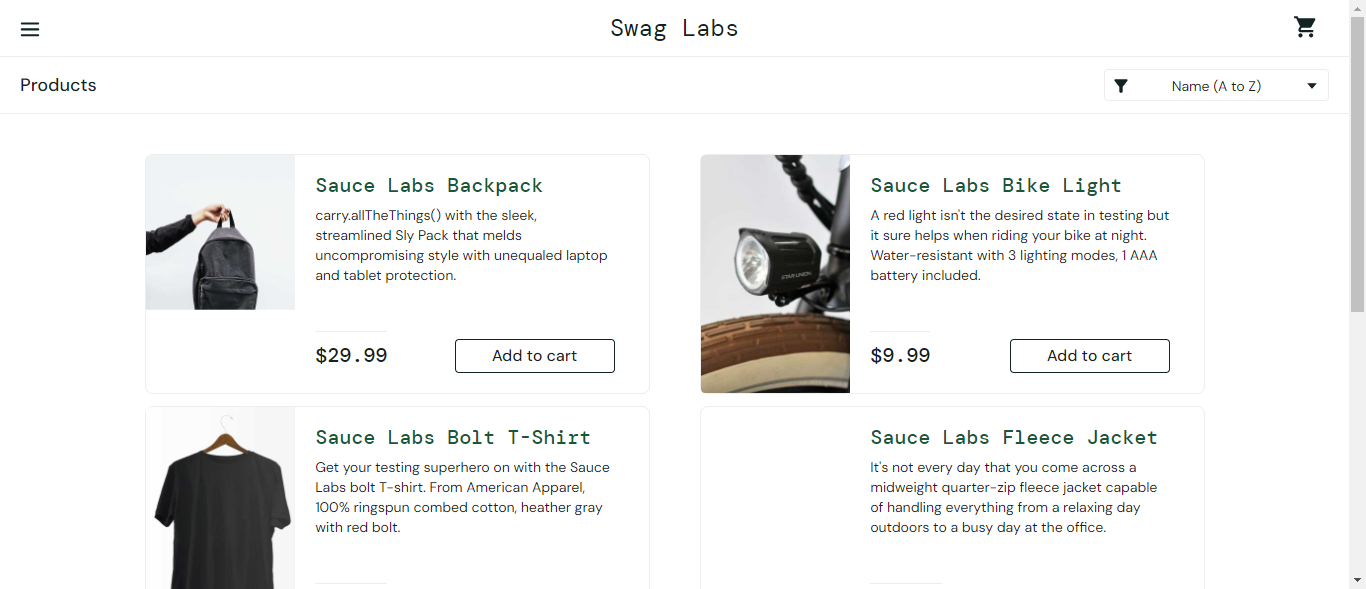 Swag Labs
Products
Name (A to Z)
Sauce Labs Backpack
carry.allTheThings() with the sleek,
streamlined Sly Pack that melds
uncompromising style with unequaled laptop
and tablet protection.
$29.99
Add to cart
Sauce Labs Bike Light
A red light isn't the desired state in testing but
it sure helps when riding your bike at night.
Water-resistant with 3 lighting modes, 1 AAA
battery included.
$9.99
Add to cart
STAR UNION
Sauce Labs Bolt T-Shirt
Get your testing superhero on with the Sauce
Labs bolt T-shirt. From American Apparel,
100% ringspun combed cotton, heather gray
with red bolt.
Sauce Labs Fleece Jacket
It's not every day that you come across a
midweight quarter-zip fleece jacket capable
of handling everything from a relaxing day
outdoors to a busy day at the office.